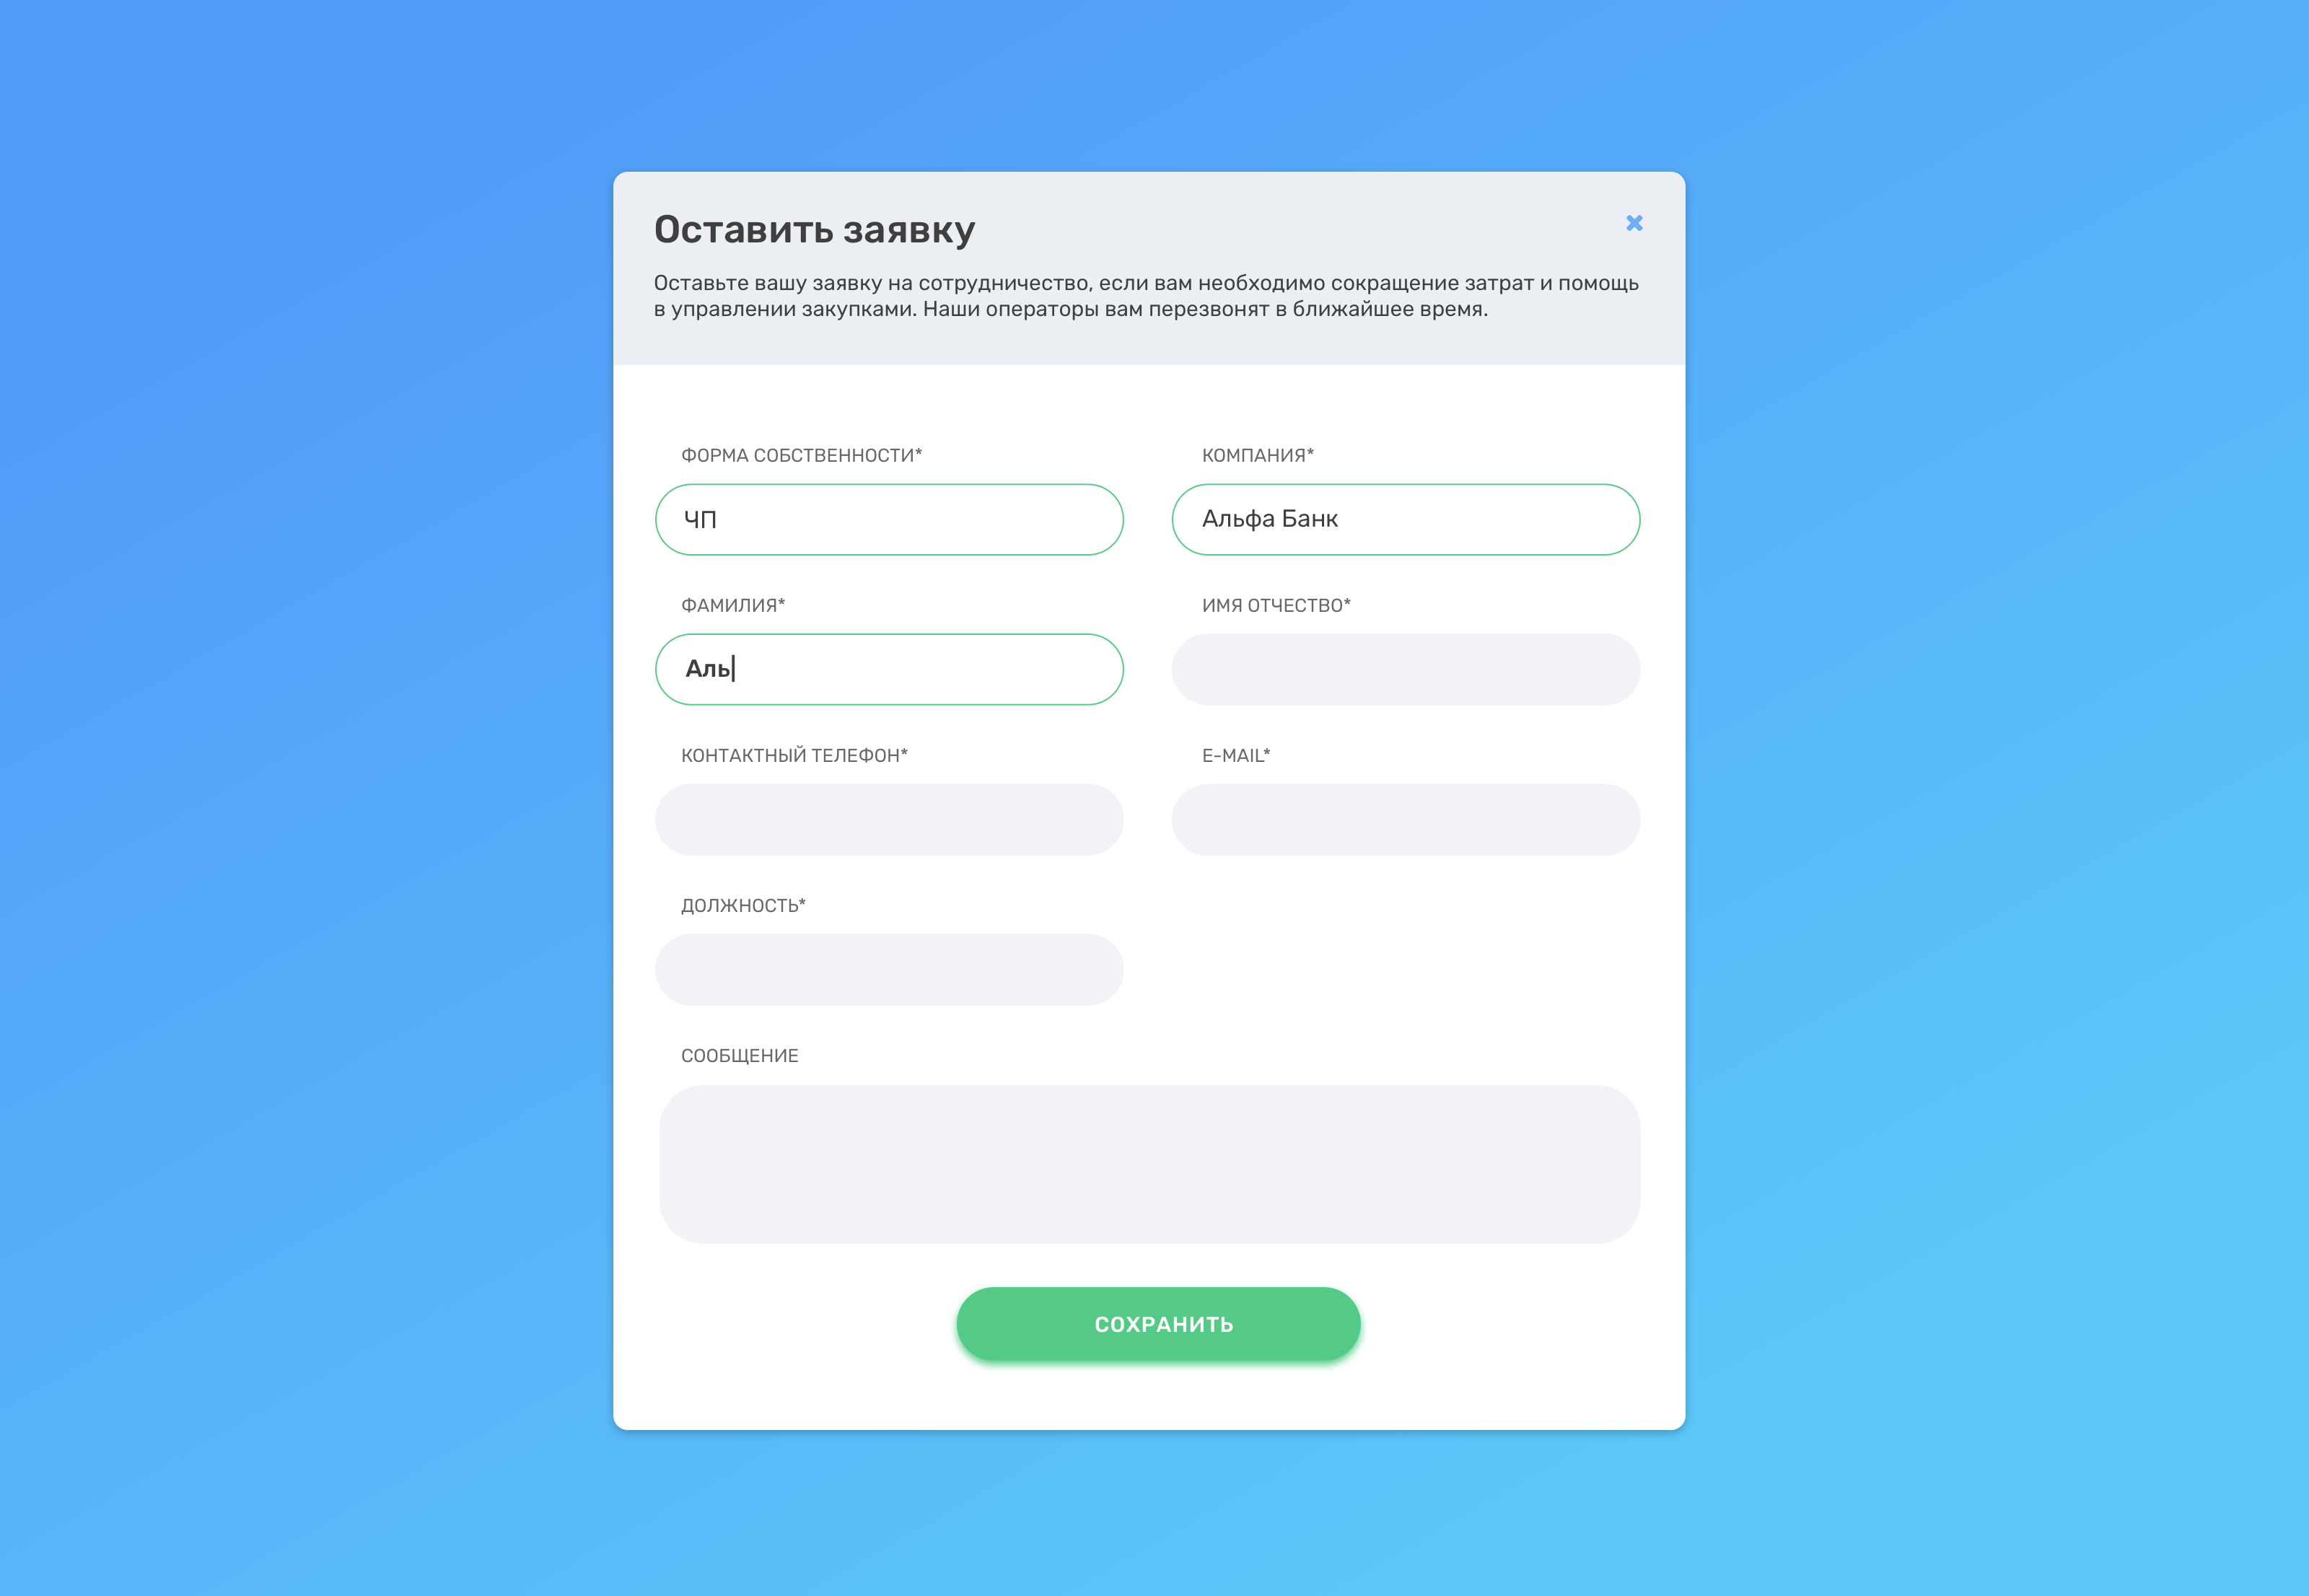 Оставить заявку
Оставьте вашу заявку на сотрудничество, если вам необходимо сокращение затрат и помощь
в управлении закупками. Наши операторы вам перезвонят в ближайшее время.
ФОРМА СОБСТВЕННОСТИ*
КОМПАНИЯ*
ЧП
Альфа Банк
ФАМИЛИЯ*
ИМЯ ОТЧЕСТВО*
Аль
КОНТАКТНЫЙ ТЕЛЕФОН*
E-MAIL*
ДОЛЖНОСТЬ*
СООБЩЕНИЕ
СОХРАНИТЬ